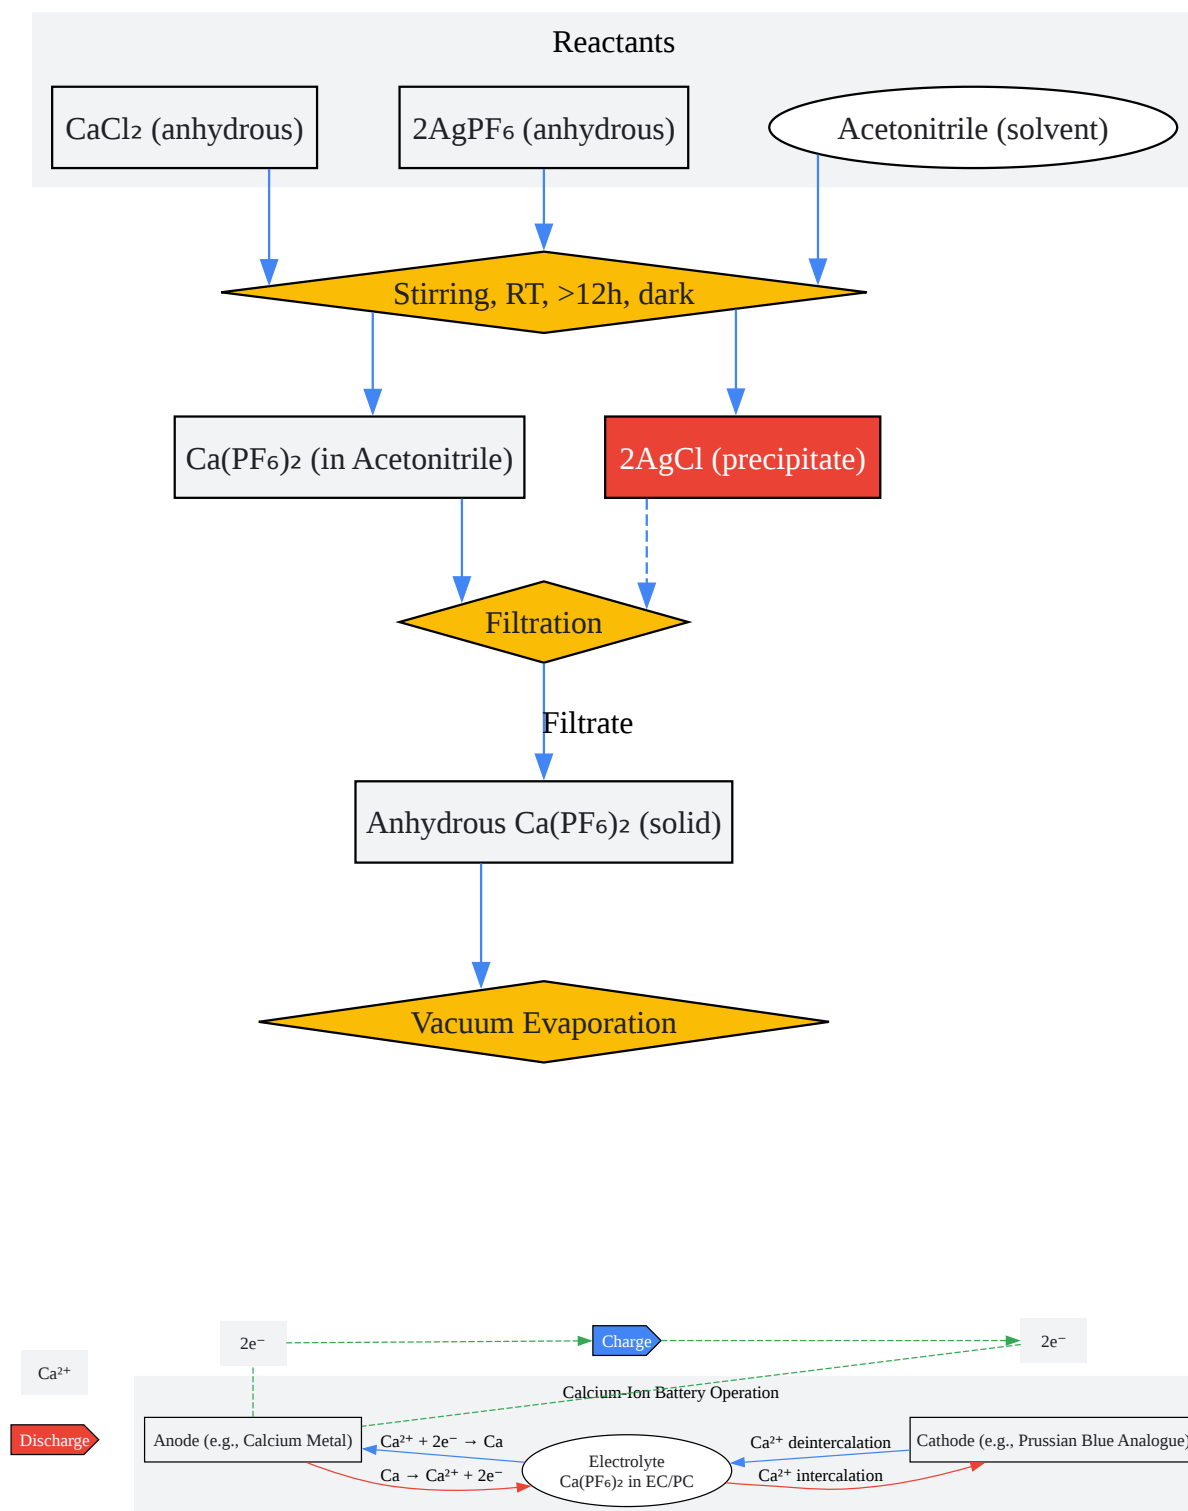 Reactants
CaCl₂ (anhydrous)
2AgPF₆ (anhydrous)
Acetonitrile (solvent)
Stirring, RT, >12h, dark
Ca(PF₆)₂ (in Acetonitrile)
2AgCl (precipitate)
Filtration
Filtrate
Anhydrous Ca(PF₆)₂ (solid)
Vacuum Evaporation
2e⁻
Charge
2e⁻
Ca²⁺
Calcium-Ion Battery Operation
Discharge
Anode (e.g., Calcium Metal)
Ca²⁺ + 2e⁻ → Ca
Ca → Ca²⁺ + 2e⁻
Electrolyte
Ca(PF₆)₂ in EC/PC
Ca²⁺ deintercalation
Ca²⁺ intercalation
Cathode (e.g., Prussian Blue Analogue)